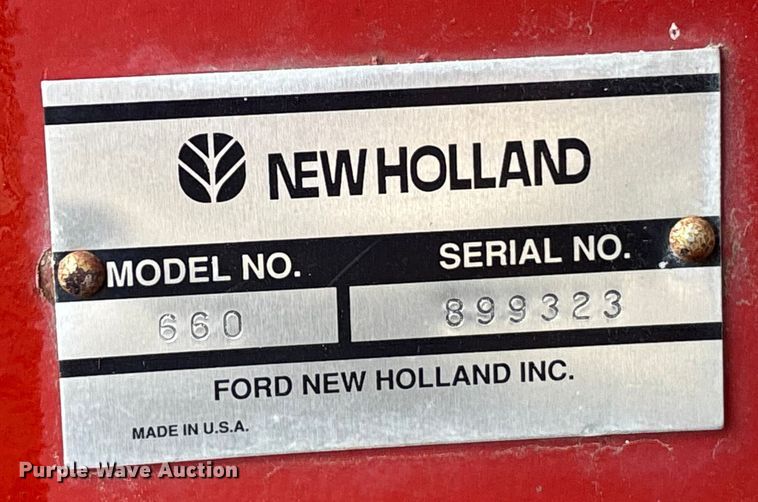 NEW HOLLAND
MODEL NO. SERIAL NO.
660 899323
FORD NEW HOLLAND INC.
MADE IN U.S.A.
Purple Wave Auction